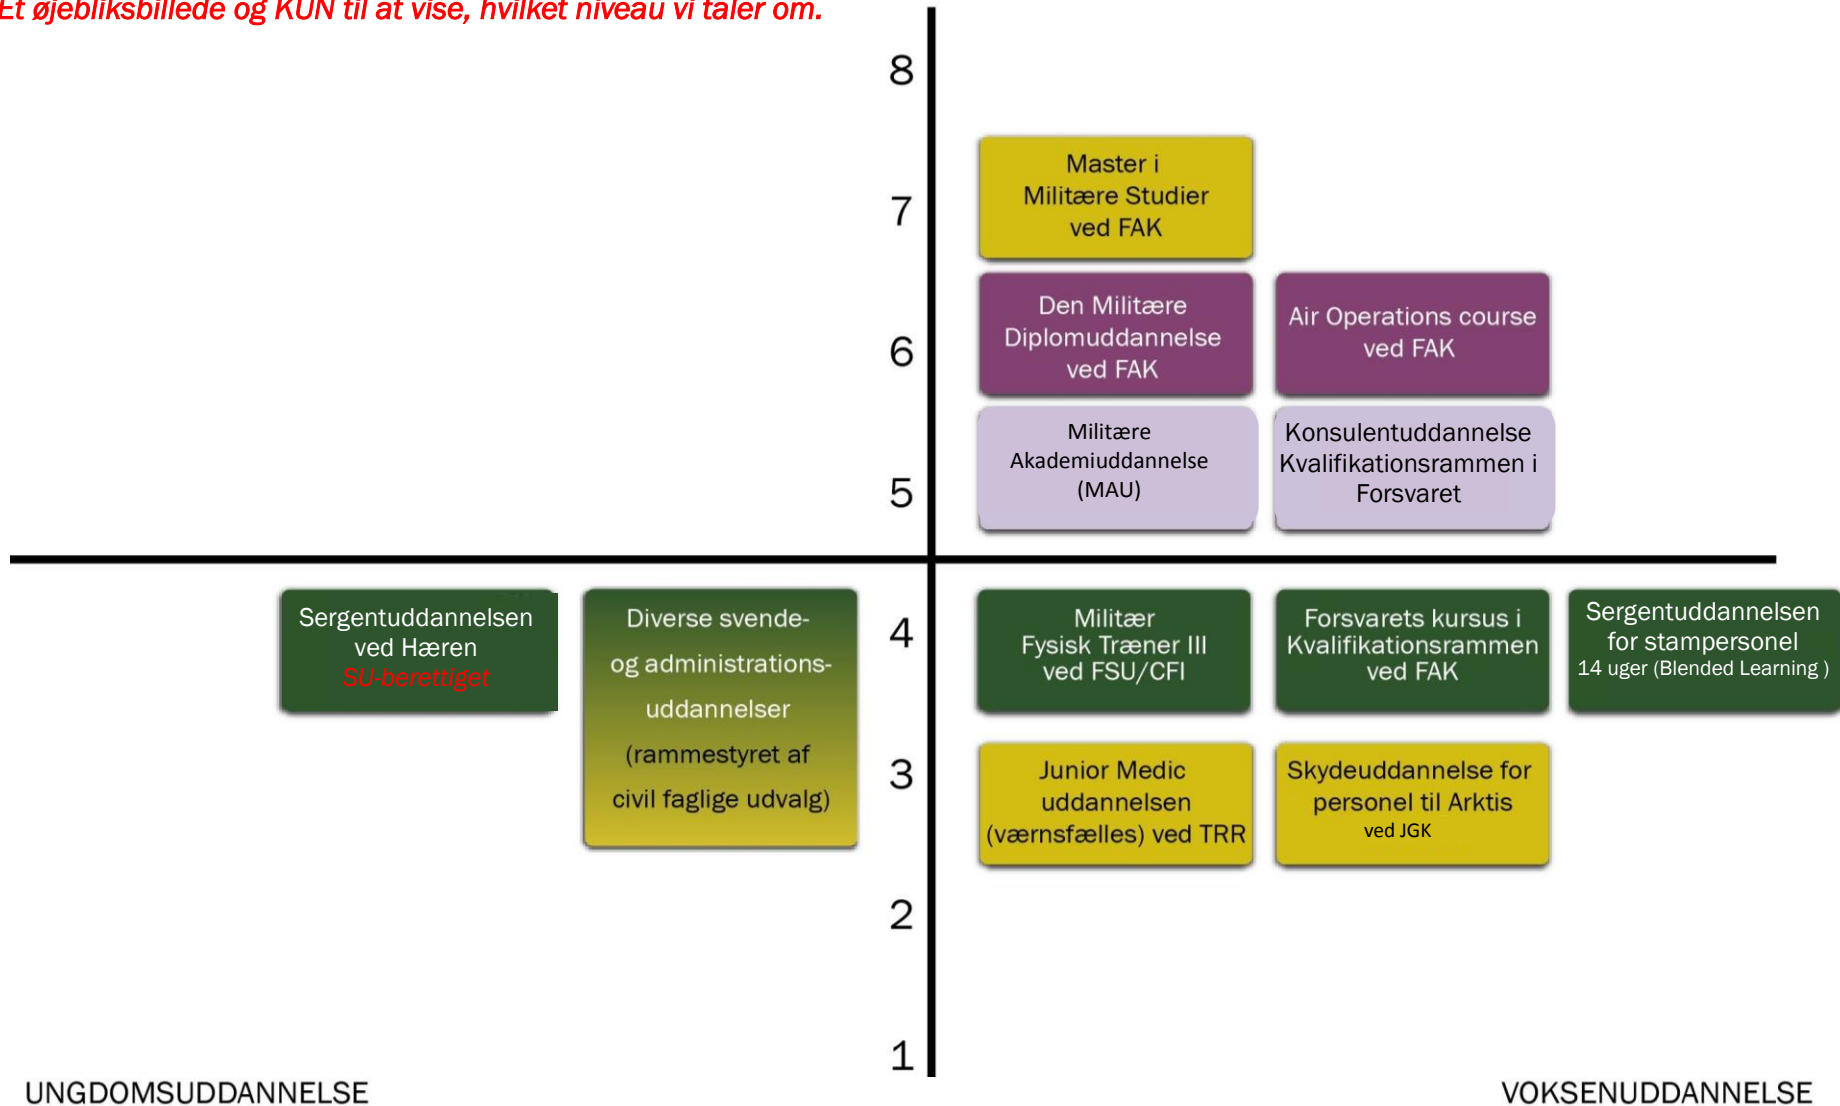 Et øjebliksbillede og KUN til at vise, hvilket niveau vi taler om.
8
Master i
Militære Studier
ved FAK
7
Den Militære
Diplomuddannelse
ved FAK
Air Operations course
ved FAK
6
Militære
Akademiuddannelse
(MAU)
Konsulentuddannelse
Kvalifikationsrammen i
Forsvaret
5
Sergentuddannelsen
ved Hæren
SU-berettiget
Diverse svende-
og administrations-
uddannelser
(rammestyret af
civil faglige udvalg)
4
Militær
Fysisk Træner III
ved FSU/CFI
Forsvarets kursus i
Kvalifikationsrammen
ved FAK
Sergentuddannelsen
for stampersonel
14 uger (Blended Learning )
3
Junior Medic
uddannelsen
(værnsfælles) ved TRR
Skydeuddannelse for
personel til Arktis
ved JGK
2
1
UNGDOMSUDDANNELSE
VOKSENUDDANNELSE